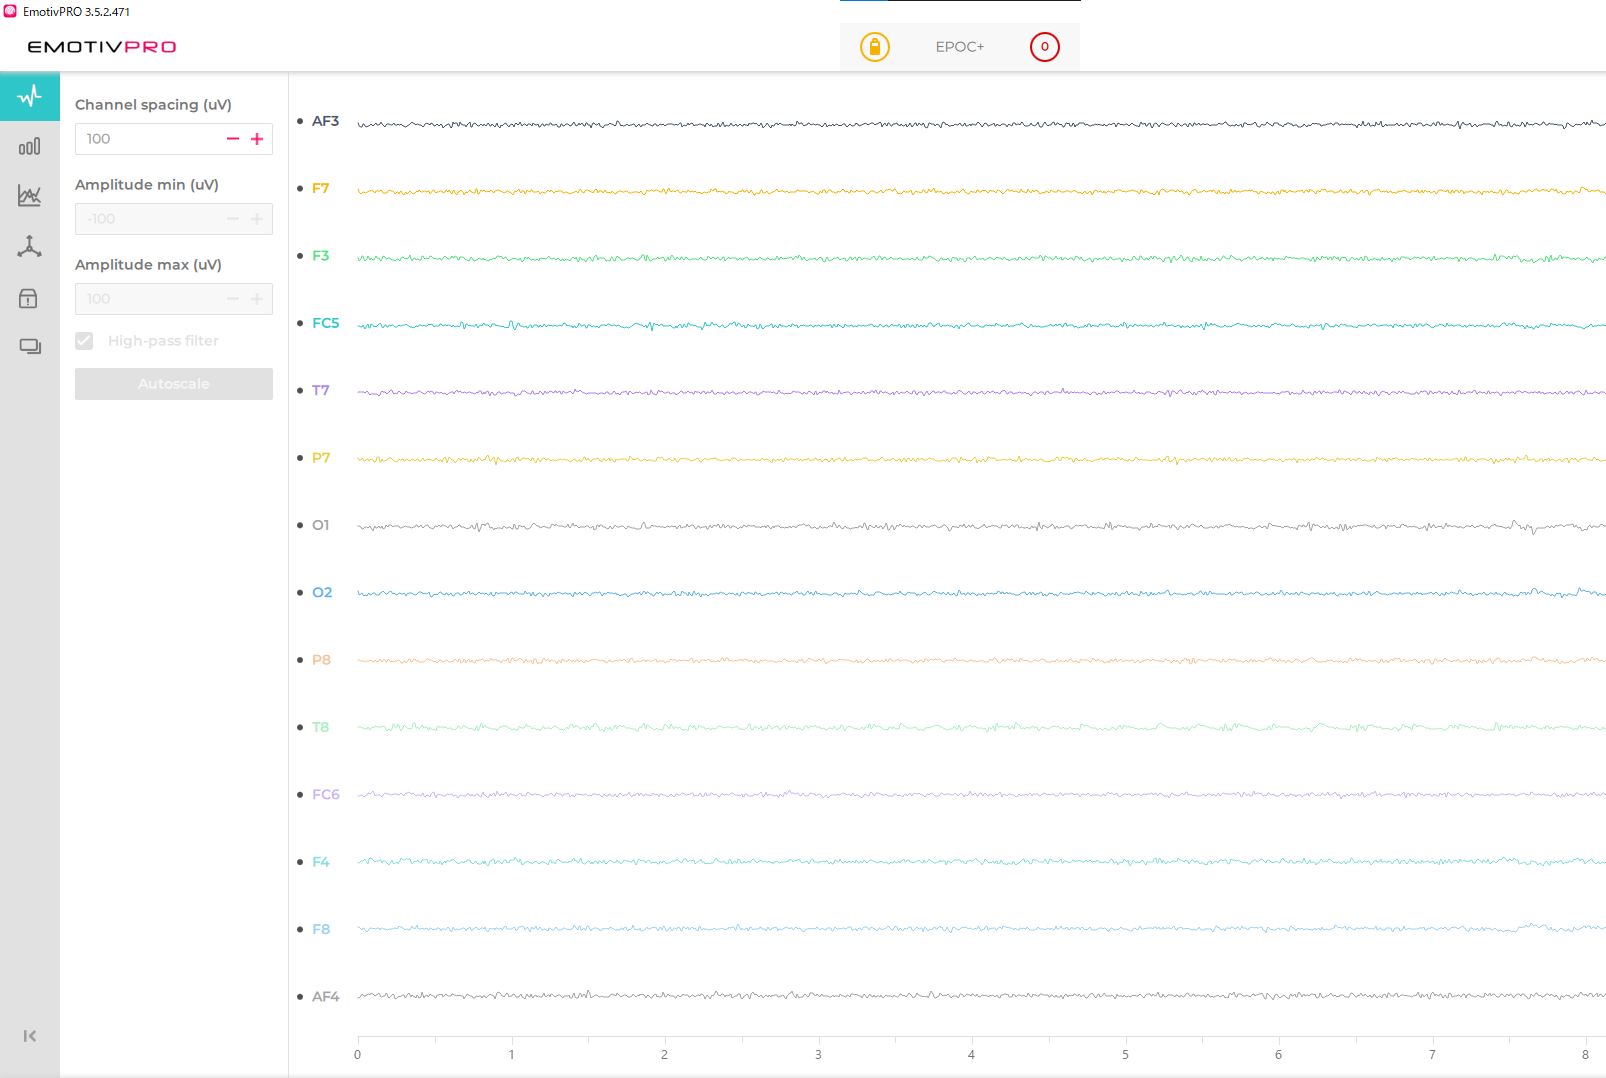 EmotivPRO 3.5.2.471
EMOTIVPRO
EPOC+
0
Channel spacing (uV)
100
Amplitude min (uV)
-100
Amplitude max (uV)
100
High-pass filter
Autoscale
AF3
F7
F3
FC5
T7
P7
O1
O2
P8
T8
FC6
F4
F8
AF4
0 1 2 3 4 5 6 7 8